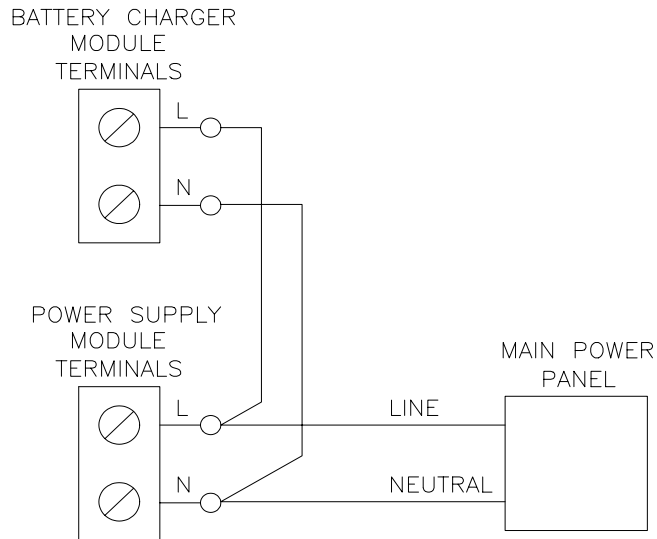 BATTERY CHARGER
MODULE
TERMINALS
L
N
POWER SUPPLY
MODULE
TERMINALS
L
N
LINE
NEUTRAL
MAIN POWER
PANEL